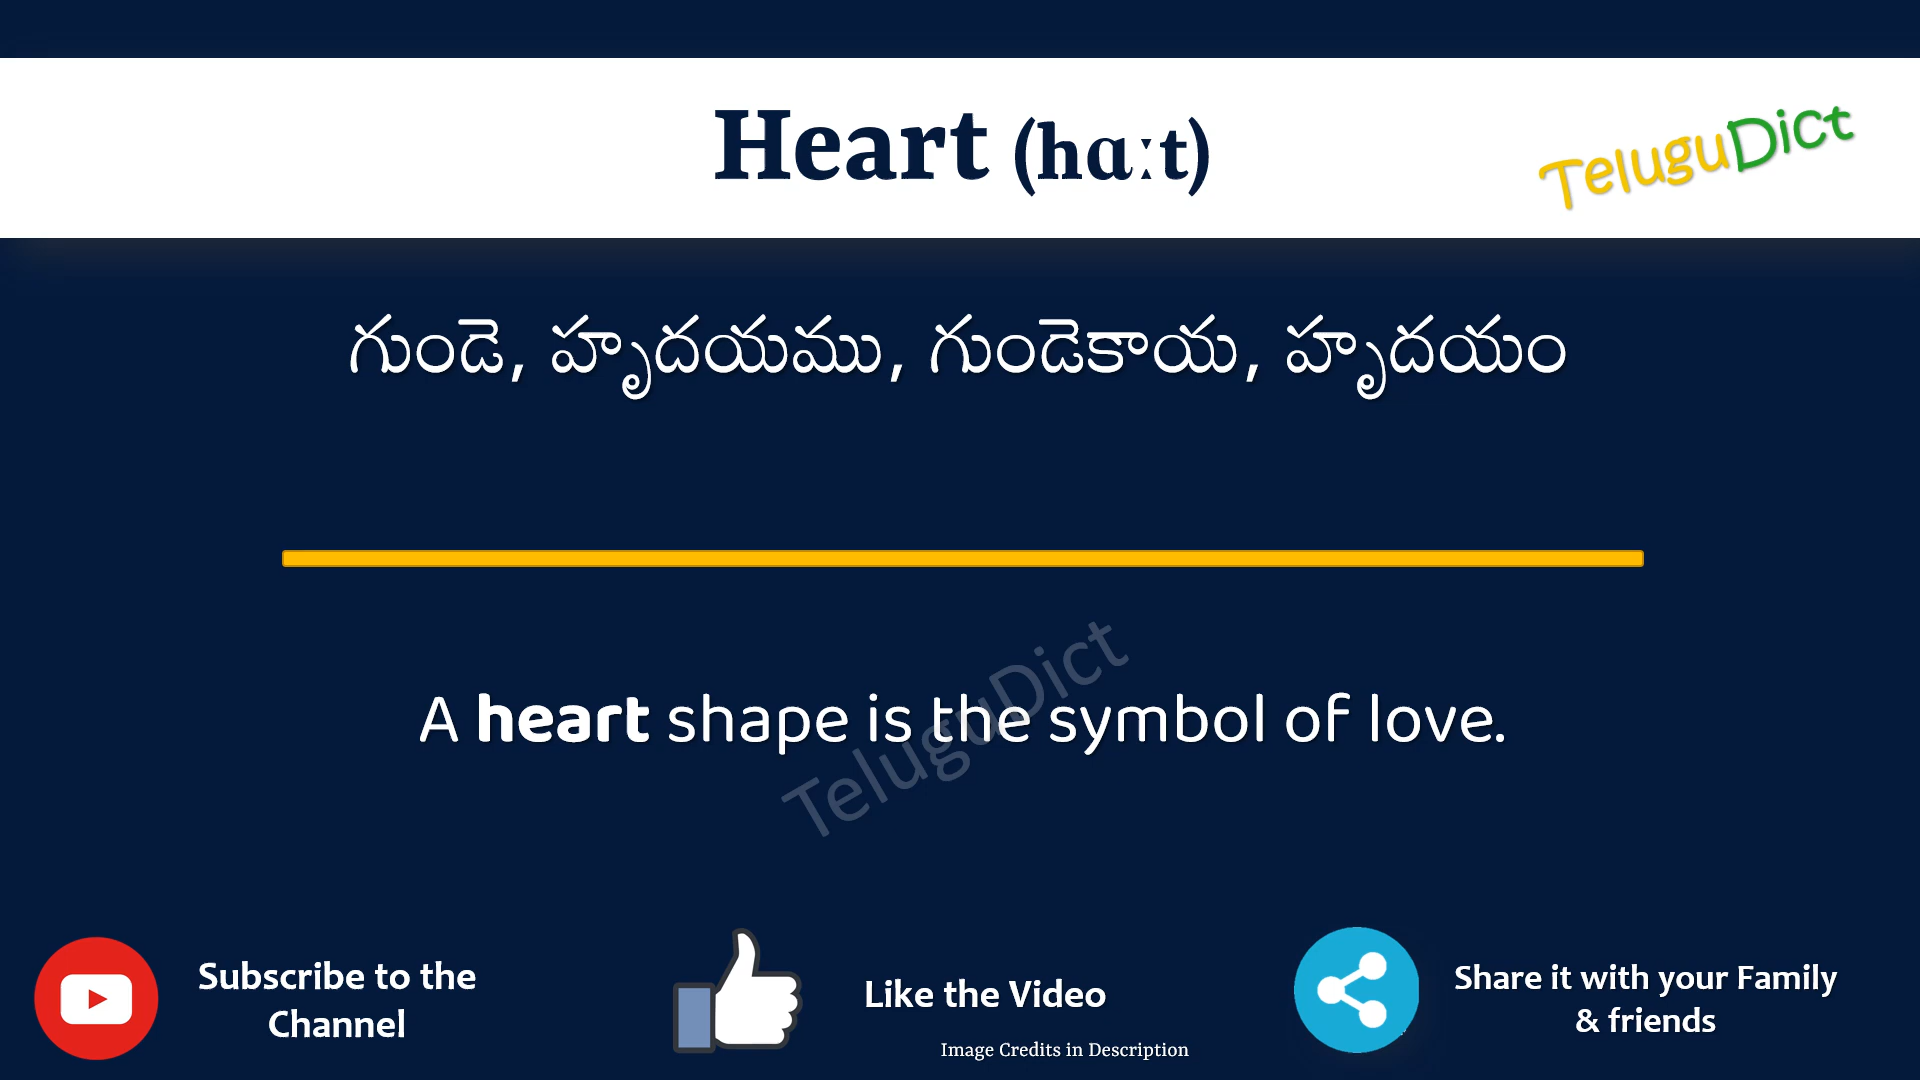 Heart (hɑːt)
TeluguDict
గుండె, హృదయము, గుండెకాయ, హృదయం
A heart shape is the symbol of love.
TeluguDict
Subscribe to the
Channel
Like the Video
Share it with your Family
& friends
Image Credits in Description